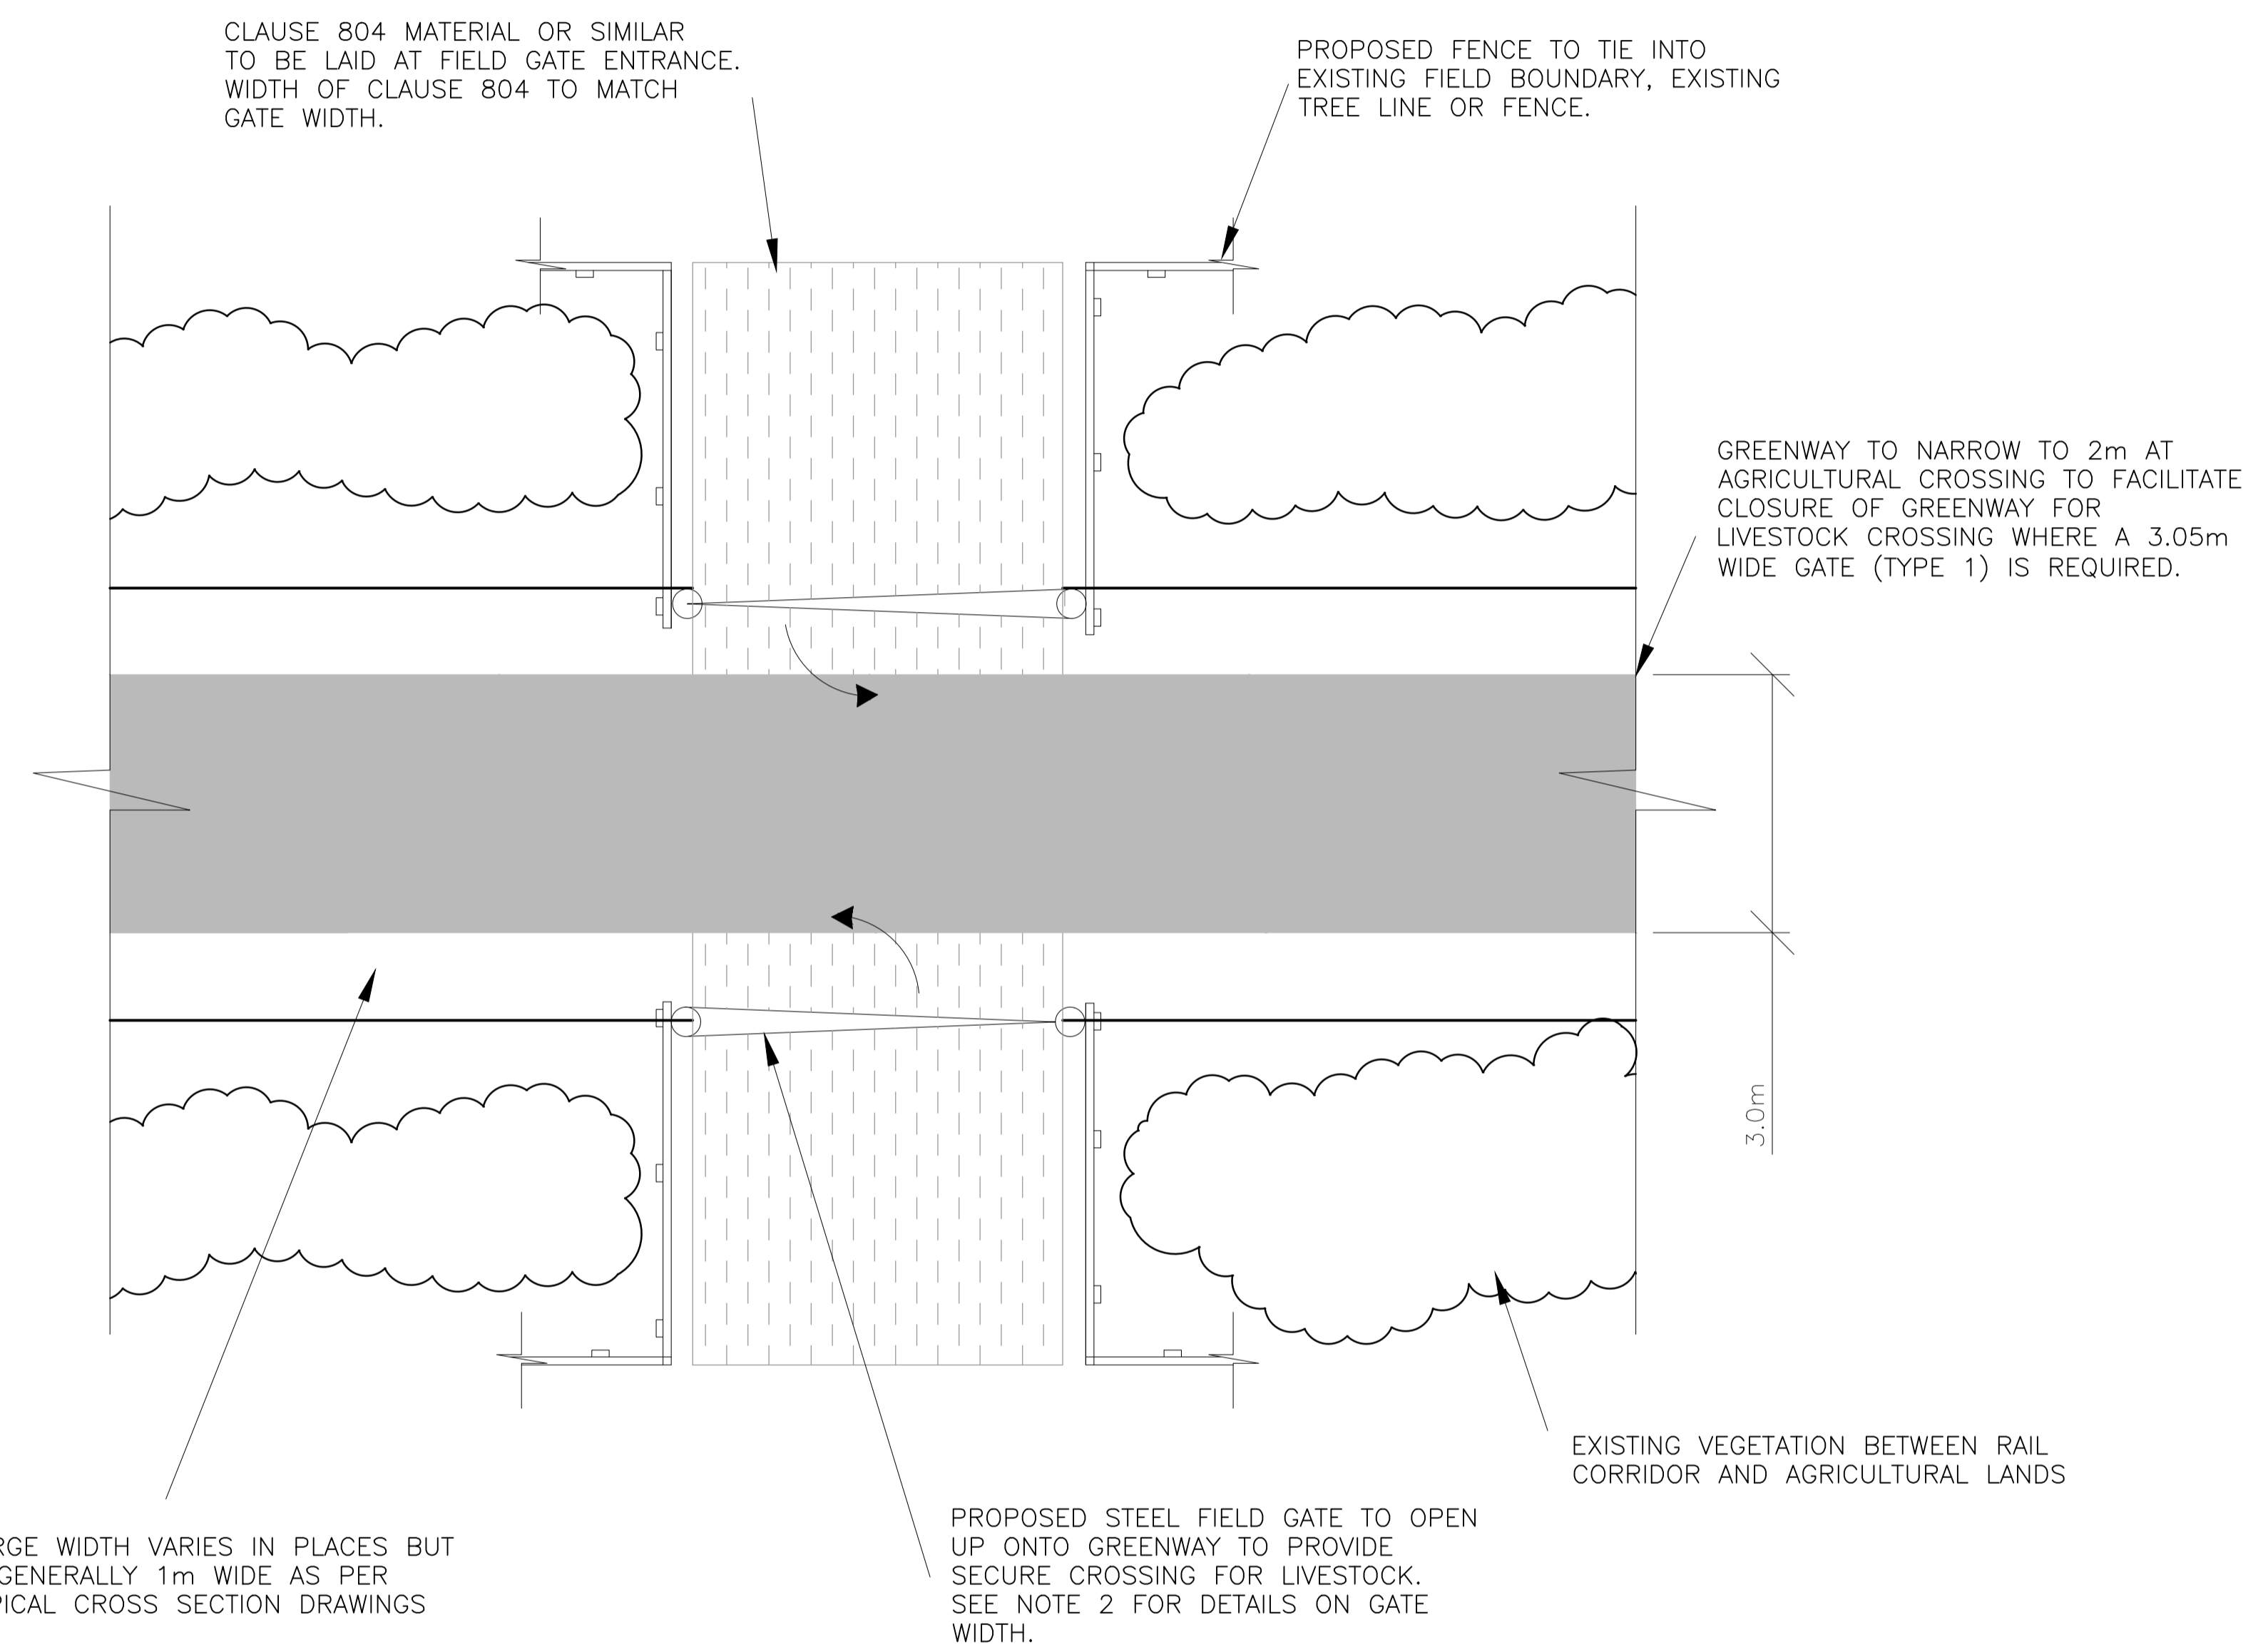 CLAUSE 804 MATERIAL OR SIMILAR
TO BE LAID AT FIELD GATE ENTRANCE.
WIDTH OF CLAUSE 804 TO MATCH
GATE WIDTH.
PROPOSED FENCE TO TIE INTO
EXISTING FIELD BOUNDARY, EXISTING
TREE LINE OR FENCE.
GREENWAY TO NARROW TO 2m AT
AGRICULTURAL CROSSING TO FACILITATE
CLOSURE OF GREENWAY FOR
LIVESTOCK CROSSING WHERE A 3.05m
WIDE GATE (TYPE 1) IS REQUIRED.
3.0m
EXISTING VEGETATION BETWEEN RAIL
CORRIDOR AND AGRICULTURAL LANDS
PROPOSED STEEL FIELD GATE TO OPEN
UP ONTO GREENWAY TO PROVIDE
SECURE CROSSING FOR LIVESTOCK.
SEE NOTE 2 FOR DETAILS ON GATE
WIDTH.
RGE WIDTH VARIES IN PLACES BUT
GENERALLY 1m WIDE AS PER
PICAL CROSS SECTION DRAWINGS